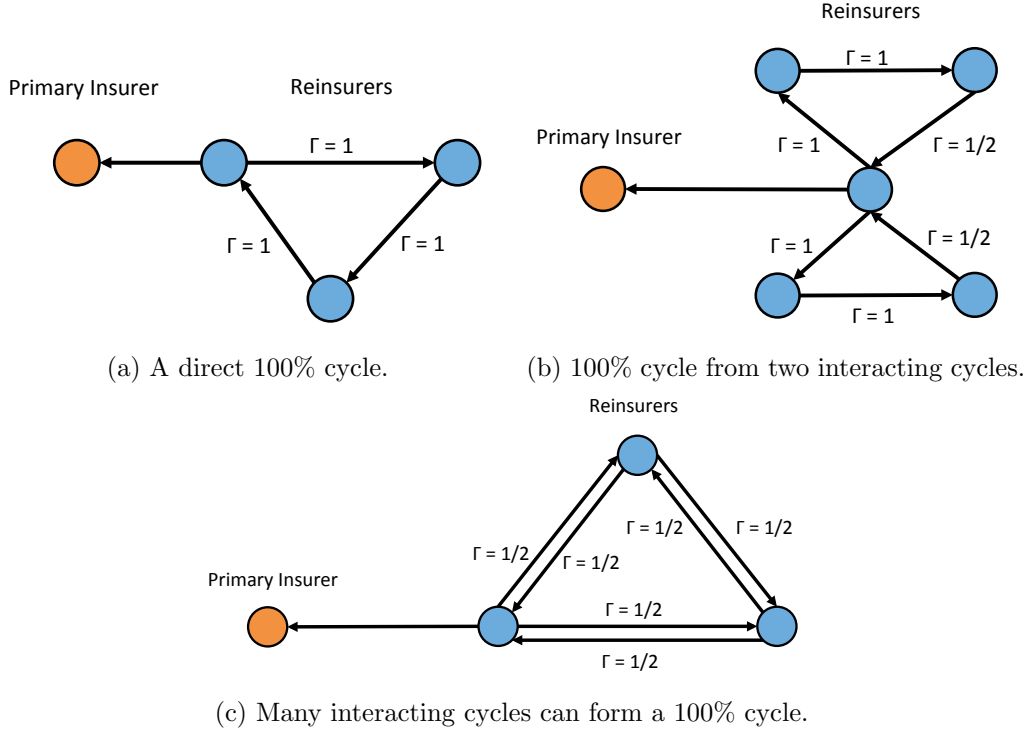 Reinsurers
Γ = 1
Primary Insurer
Reinsurers
Γ = 1
Γ = 1
Γ = 1
Γ = 1
Γ = 1/2
Primary Insurer
Γ = 1
Γ = 1/2
Γ = 1
(a) A direct 100% cycle.
(b) 100% cycle from two interacting cycles.
Reinsurers
Γ = 1/2
Γ = 1/2
Γ = 1/2
Γ = 1/2
Primary Insurer
Γ = 1/2
Γ = 1/2
(c) Many interacting cycles can form a 100% cycle.